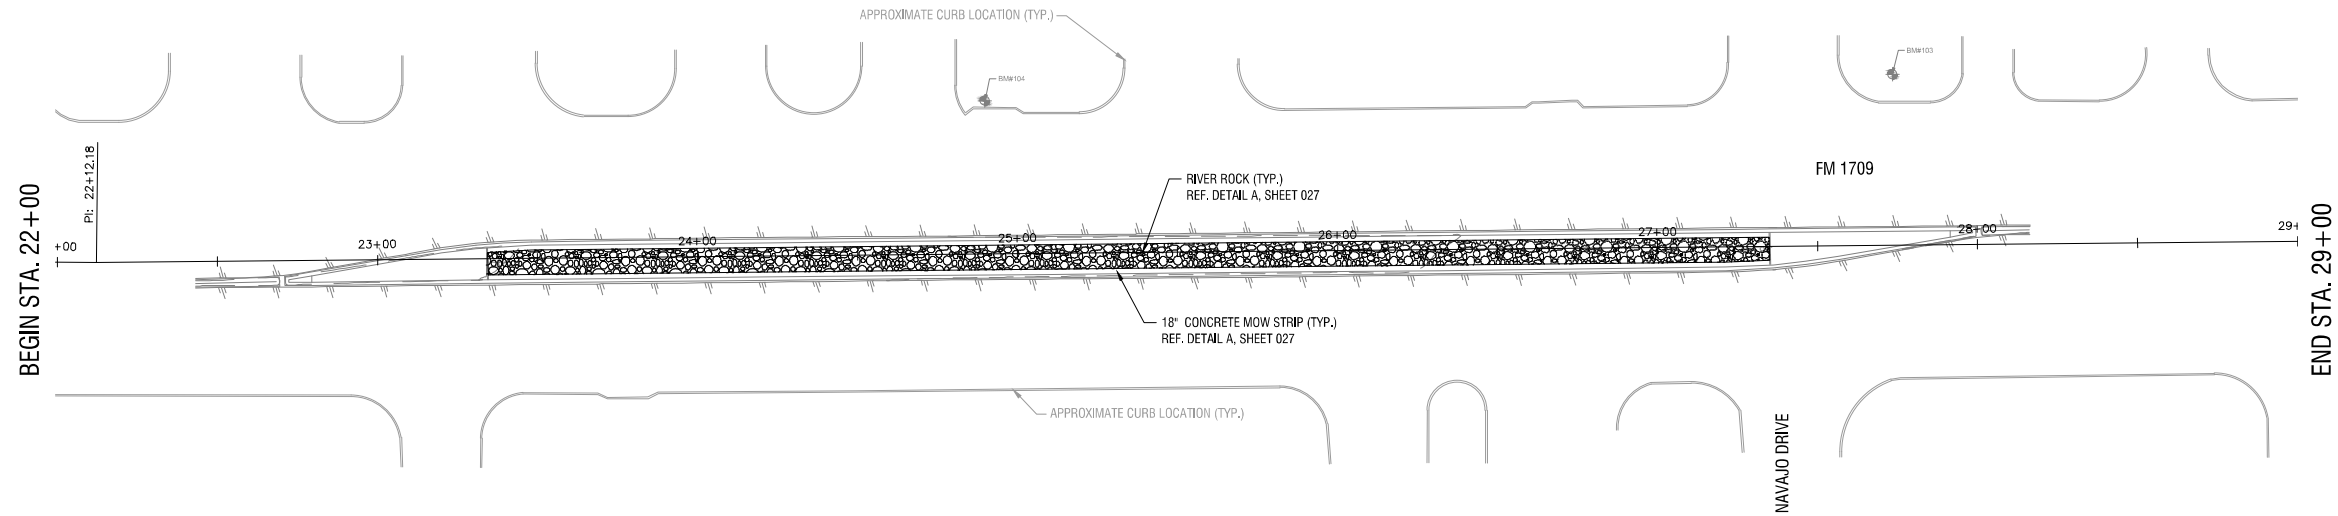 APPROXIMATE CURB LOCATION (TYP.)
BM#104
BM#103
BEGIN STA. 22+00
PI: 22+12.18
RIVER ROCK (TYP.)
REF. DETAIL A, SHEET 027
FM 1709
+00
23+00
24+00
25+00
26+00
27+00
28+00
29+
END STA. 29+00
18" CONCRETE MOW STRIP (TYP.)
REF. DETAIL A, SHEET 027
APPROXIMATE CURB LOCATION (TYP.)
NAVAJO DRIVE